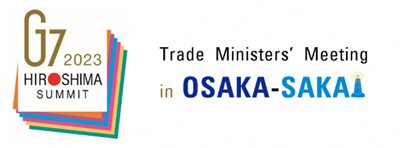 G7 2023
HIROSHIMA
SUMMIT
Trade Ministers' Meeting
in OSAKA-SAKAI